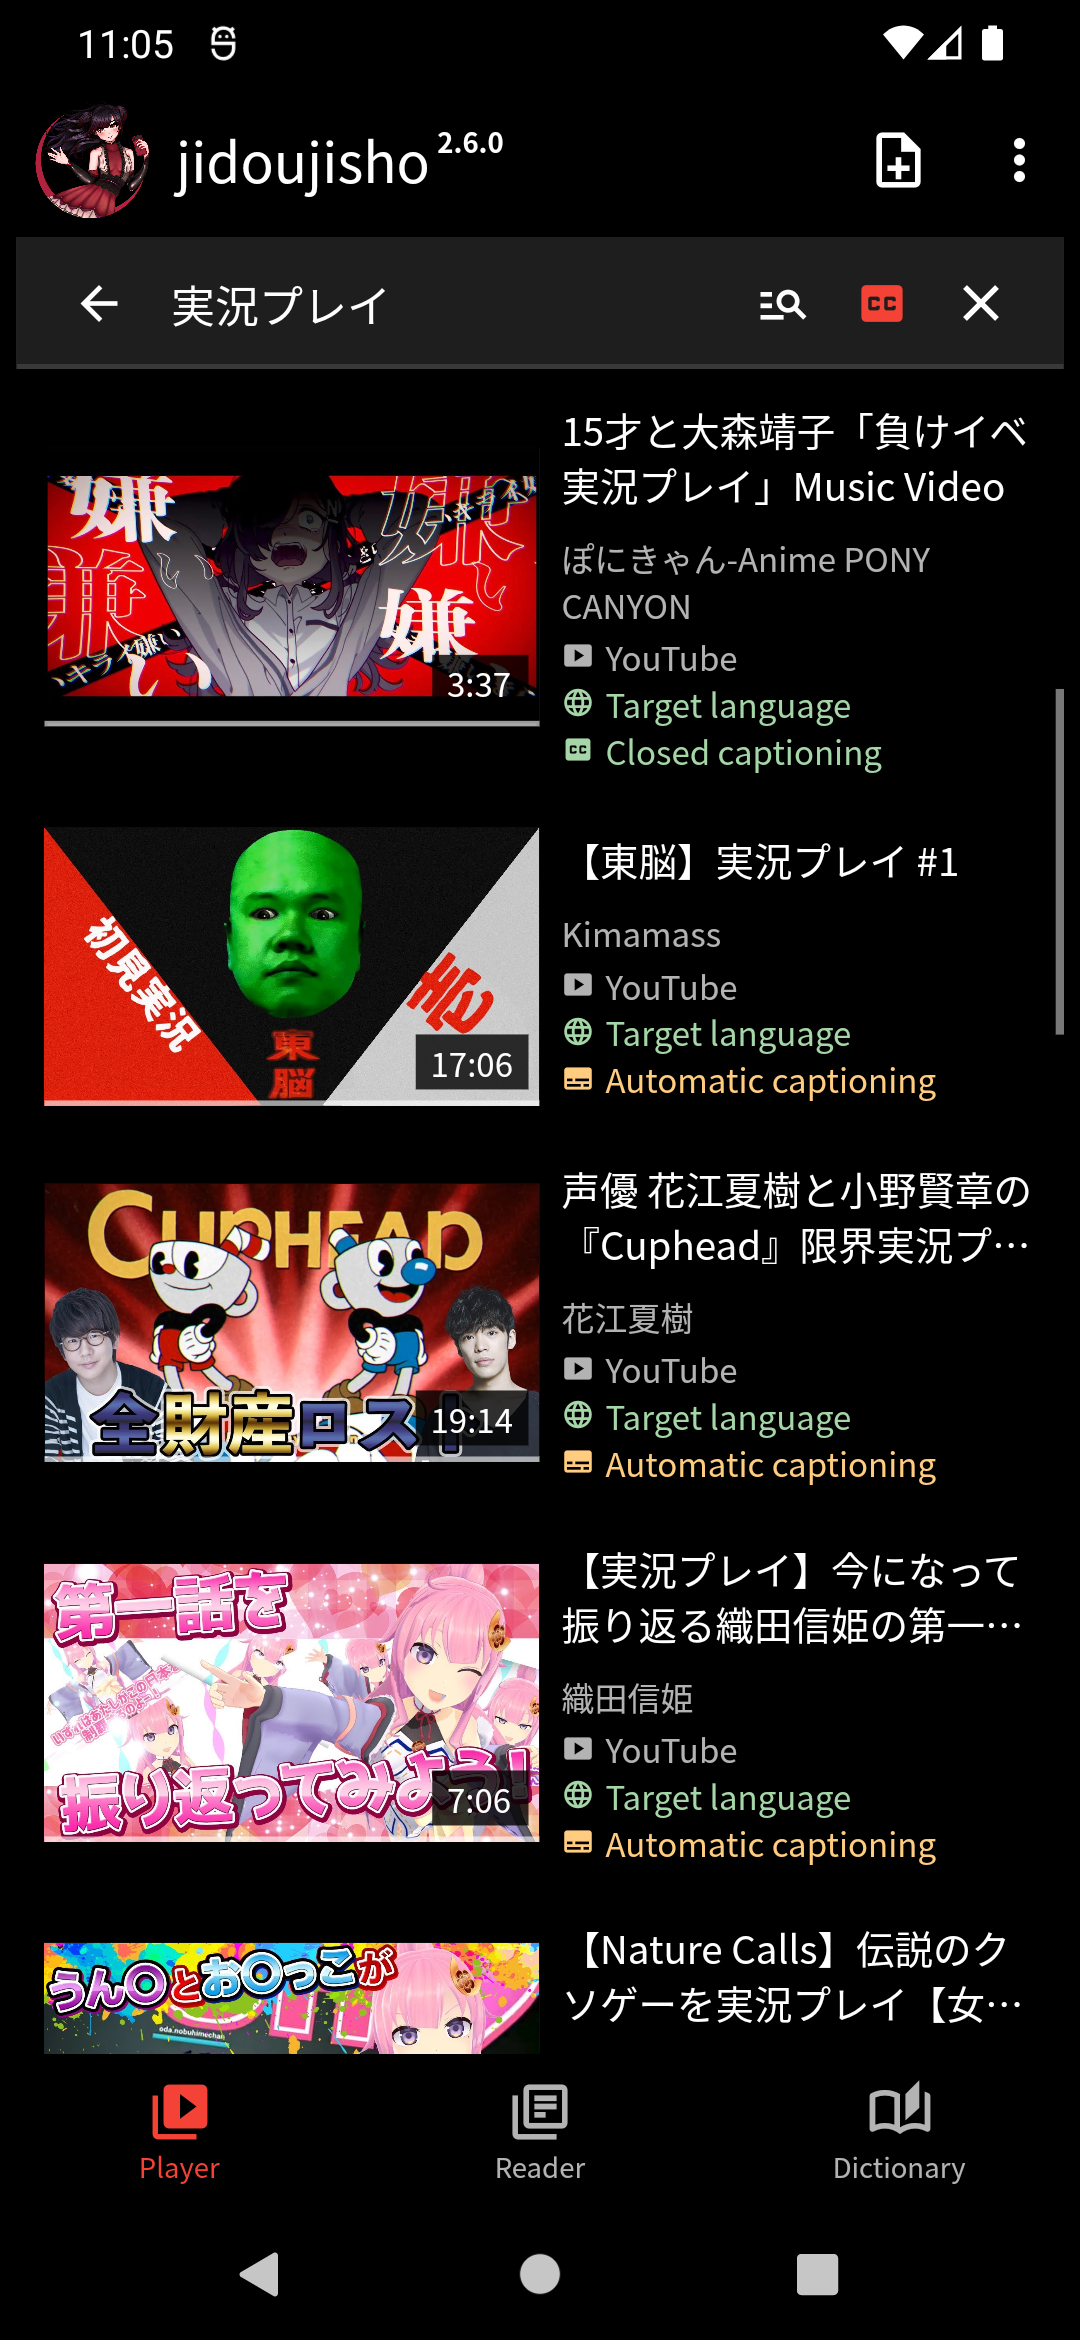 11:05
jidoujisho 2.6.0
実況プレイ
CC
嫌い
嫌い
嫌い
3:37
15才と大森靖子「負けイベ
実況プレイ」Music Video
ぽにきゃん-Anime PONY
CANYON
YouTube
Target language
CC Closed captioning
初見実況
東脳
壱
17:06
【東脳】実況プレイ #1
Kimamass
YouTube
Target language
Automatic captioning
CUPHEAD
全財産ロスト
19:14
声優 花江夏樹と小野賢章の
『Cuphead』限界実況プ…
花江夏樹
YouTube
Target language
Automatic captioning
第一話を
振り返ってみよう!
7:06
【実況プレイ】今になって
振り返る織田信姫の第一…
織田信姫
YouTube
Target language
Automatic captioning
うん〇とお〇っこが
oda nobuhimechan
【Nature Calls】伝説のク
ソゲーを実況プレイ【女…
Player
Reader
Dictionary